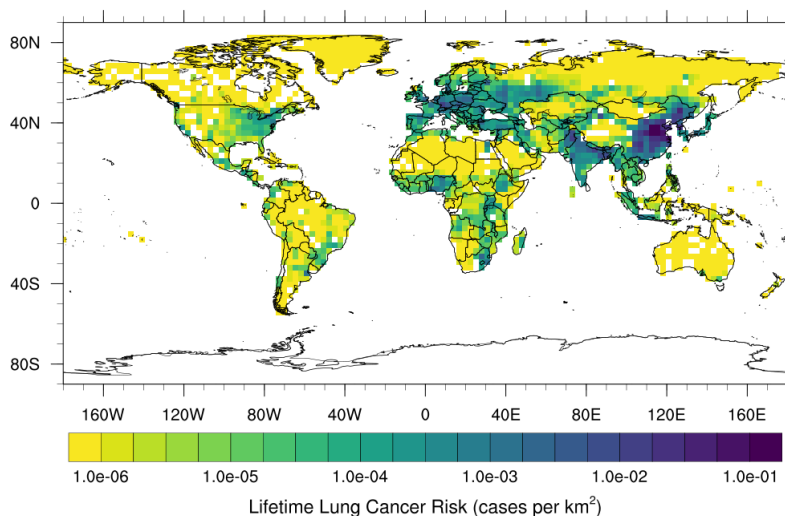 80N
40N
0
40S
80S
160W 120W 80W 40W 0 40E 80E 120E 160E
1.0e-06 1.0e-05 1.0e-04 1.0e-03 1.0e-02 1.0e-01
Lifetime Lung Cancer Risk (cases per km²)